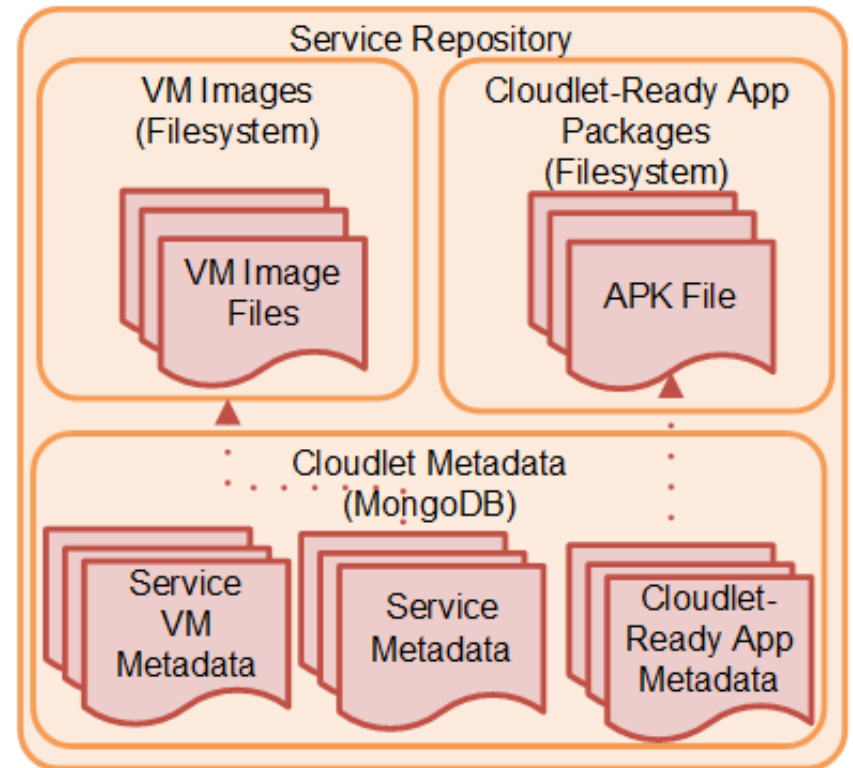 Service Repository
VM Images
(Filesystem)
Cloudlet-Ready App
Packages
(Filesystem)
VM Image
Files
APK File
Cloudlet Metadata
(MongoDB)
Service
VM
Metadata
Service
Metadata
Cloudlet-
Ready App
Metadata